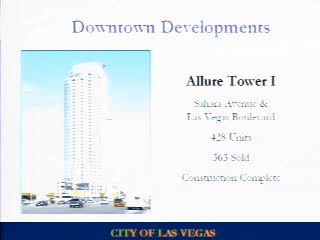 Downtown Developments
Allure Tower I
Sahara Avenue &
Las Vegas Boulevard
428 Units
363 Sold
Construction Complete
CITY OF LAS VEGAS